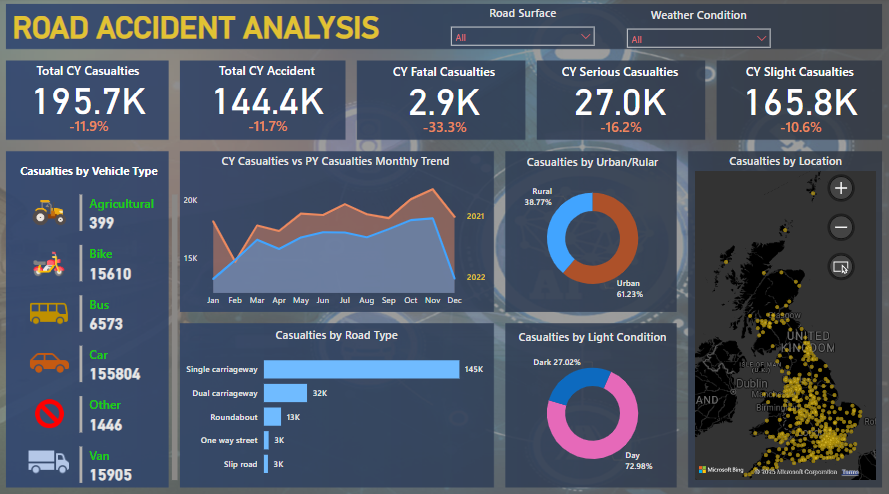 ROAD ACCIDENT ANALYSIS
Road Surface
All
Weather Condition
All
Total CY Casualties
195.7K
-11.9%
Total CY Accident
144.4K
-11.7%
CY Fatal Casualties
2.9K
-33.3%
CY Serious Casualties
27.0K
-16.2%
CY Slight Casualties
165.8K
-10.6%
Casualties by Vehicle Type
Agricultural
399
Bike
15610
Bus
6573
Car
155804
Other
1446
Van
15905
CY Casualties vs PY Casualties Monthly Trend
20K
15K
2021
2022
Jan Feb Mar Apr May Jun Jul Aug Sep Oct Nov Dec
Casualties by Road Type
Single carriageway 145K
Dual carriageway 32K
Roundabout 13K
One way street 3K
Slip road 3K
Casualties by Urban/Rular
Rural
38.77%
Urban
61.23%
Casualties by Light Condition
Dark 27.02%
Day
72.98%
Casualties by Location
Glasgow
UNITED
KINGDOM
ISLE OF MAN
Dublin
AND
Microsoft Bing
Microsoft Corporation
Terms